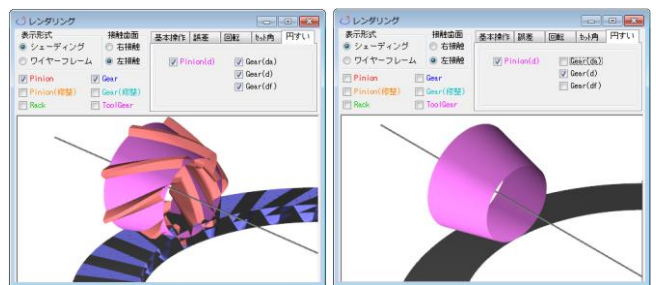 レンダリング
表示形式
接触歯面
シェーディング
右接触
ワイヤーフレーム
左接触
Pinion
Gear
Pinion(修整)
Gear(修整)
Rack
ToolGear
基本操作 誤差 回転 セット角 円すい
Pinion(d)
Gear(da)
Gear(d)
Gear(df)
レンダリング
表示形式
接触歯面
シェーディング
右接触
ワイヤーフレーム
左接触
Pinion
Gear
Pinion(修整)
Gear(修整)
Rack
ToolGear
基本操作 誤差 回転 セット角 円すい
Pinion(d)
Gear(da)
Gear(d)
Gear(df)